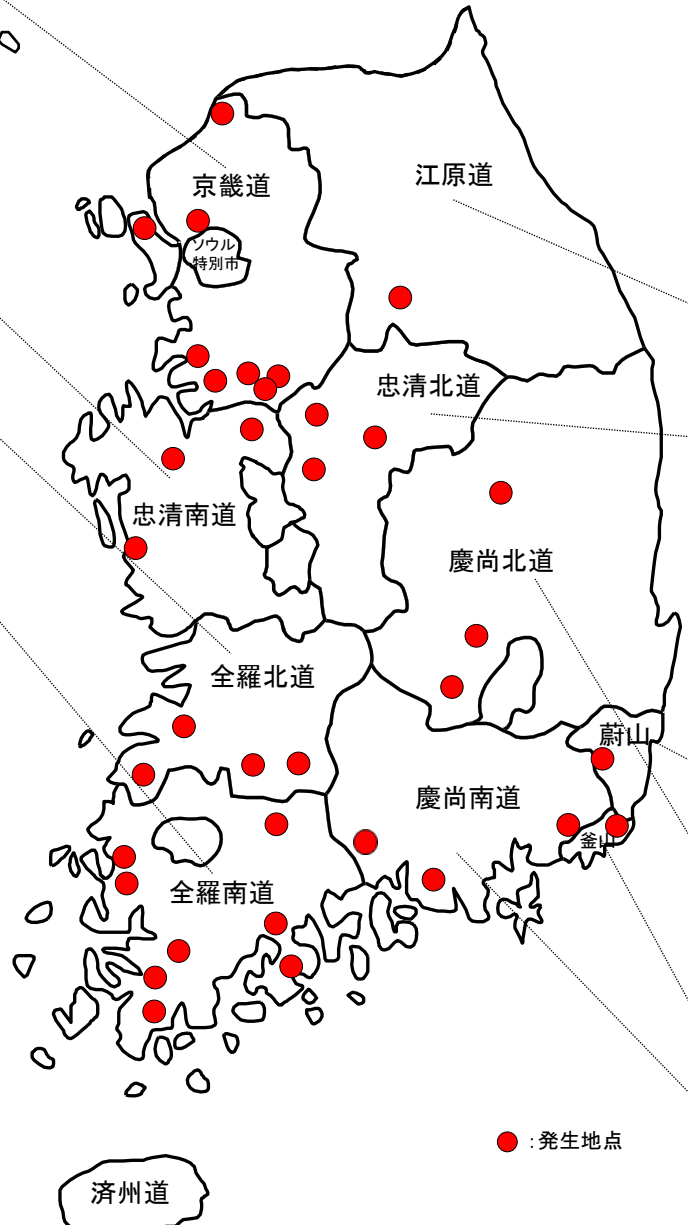 京畿道
江原道
ソウル
特別市
忠清北道
忠清南道
慶尚北道
全羅北道
蔚山
慶尚南道
釜山
全羅南道
：発生地点
済州道